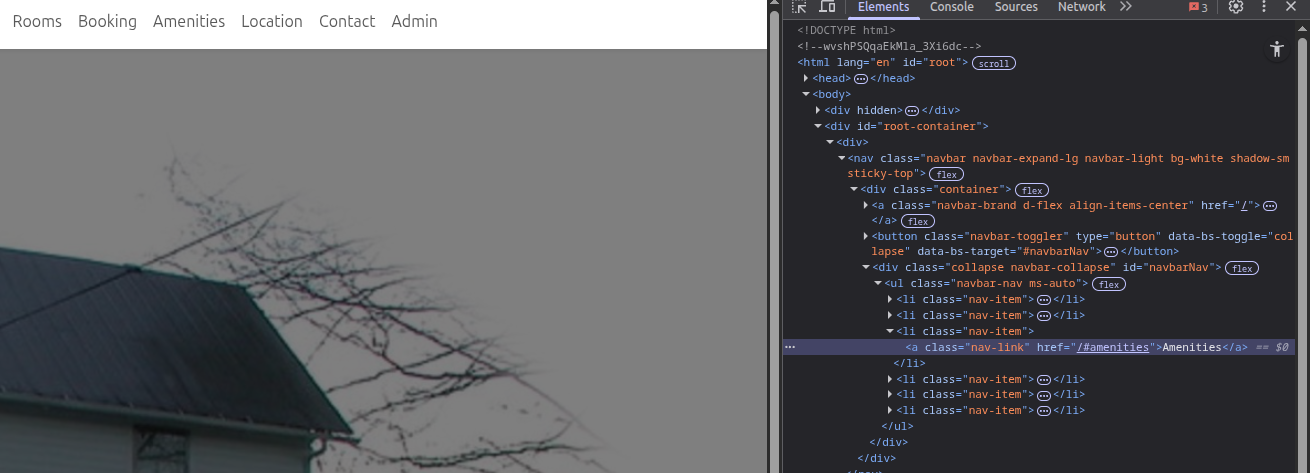 Rooms Booking Amenities Location Contact Admin
Elements Console Sources Network 3
<!DOCTYPE html>
<html lang="en" id="root"> scroll
<head> </head>
<body>
<div hidden> </div>
<div id="root-container">
<div>
<nav class="navbar navbar-expand-lg navbar-light bg-white shadow-sm
sticky-top"> flex
<div class="container"> flex
<a class="navbar-brand d-flex align-items-center" href="/">
</a> flex
<button class="navbar-toggler" type="button" data-bs-toggle="col
lapse" data-bs-target="#navbarNav"> </button>
<div class="collapse navbar-collapse" id="navbarNav"> flex
<ul class="navbar-nav ms-auto"> flex
<li class="nav-item"> </li>
<li class="nav-item"> </li>
<li class="nav-item">
<a class="nav-link" href="/#amenities">Amenities</a> == $0
</li>
<li class="nav-item"> </li>
<li class="nav-item"> </li>
<li class="nav-item"> </li>
</ul>
</div>
</div>